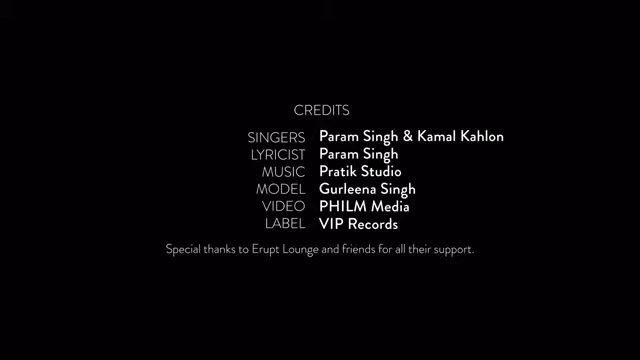 CREDITS
SINGERS Param Singh & Kamal Kahlon
LYRICIST Param Singh
MUSIC Pratik Studio
MODEL Gurleena Singh
VIDEO PHILM Media
LABEL VIP Records
Special thanks to Erupt Lounge and friends for all their support.